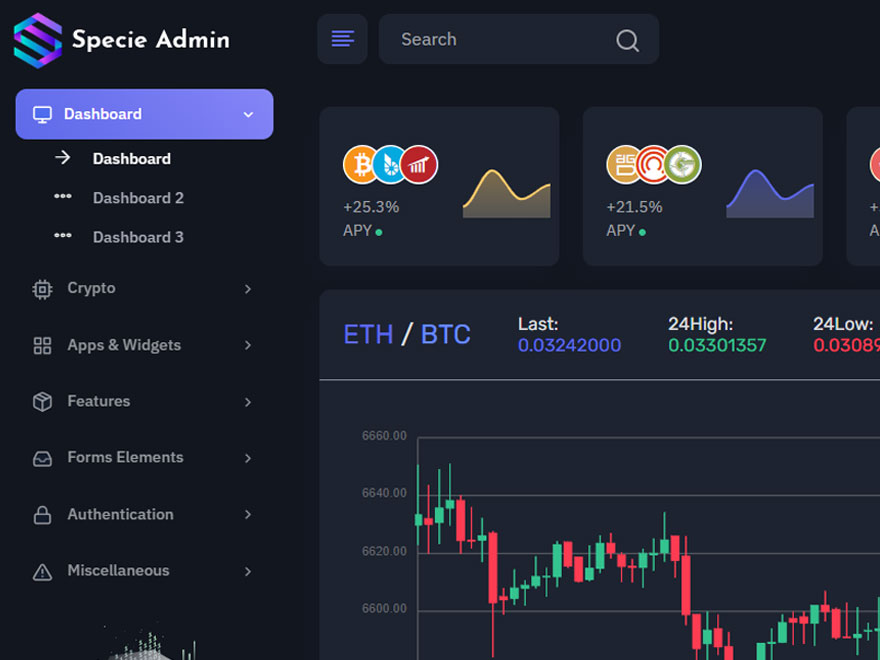 Specie Admin
Search
Dashboard
Dashboard
Dashboard 2
Dashboard 3
Crypto
Apps & Widgets
Features
Forms Elements
Authentication
Miscellaneous
+25.3%
APY
+21.5%
APY
+
A
ETH / BTC
Last:
0.03242000
24High:
0.03301357
24Low:
0.03089
6660.00
6640.00
6620.00
6600.00